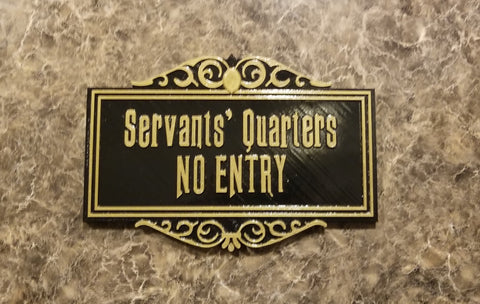 Servants' Quarters
NO ENTRY